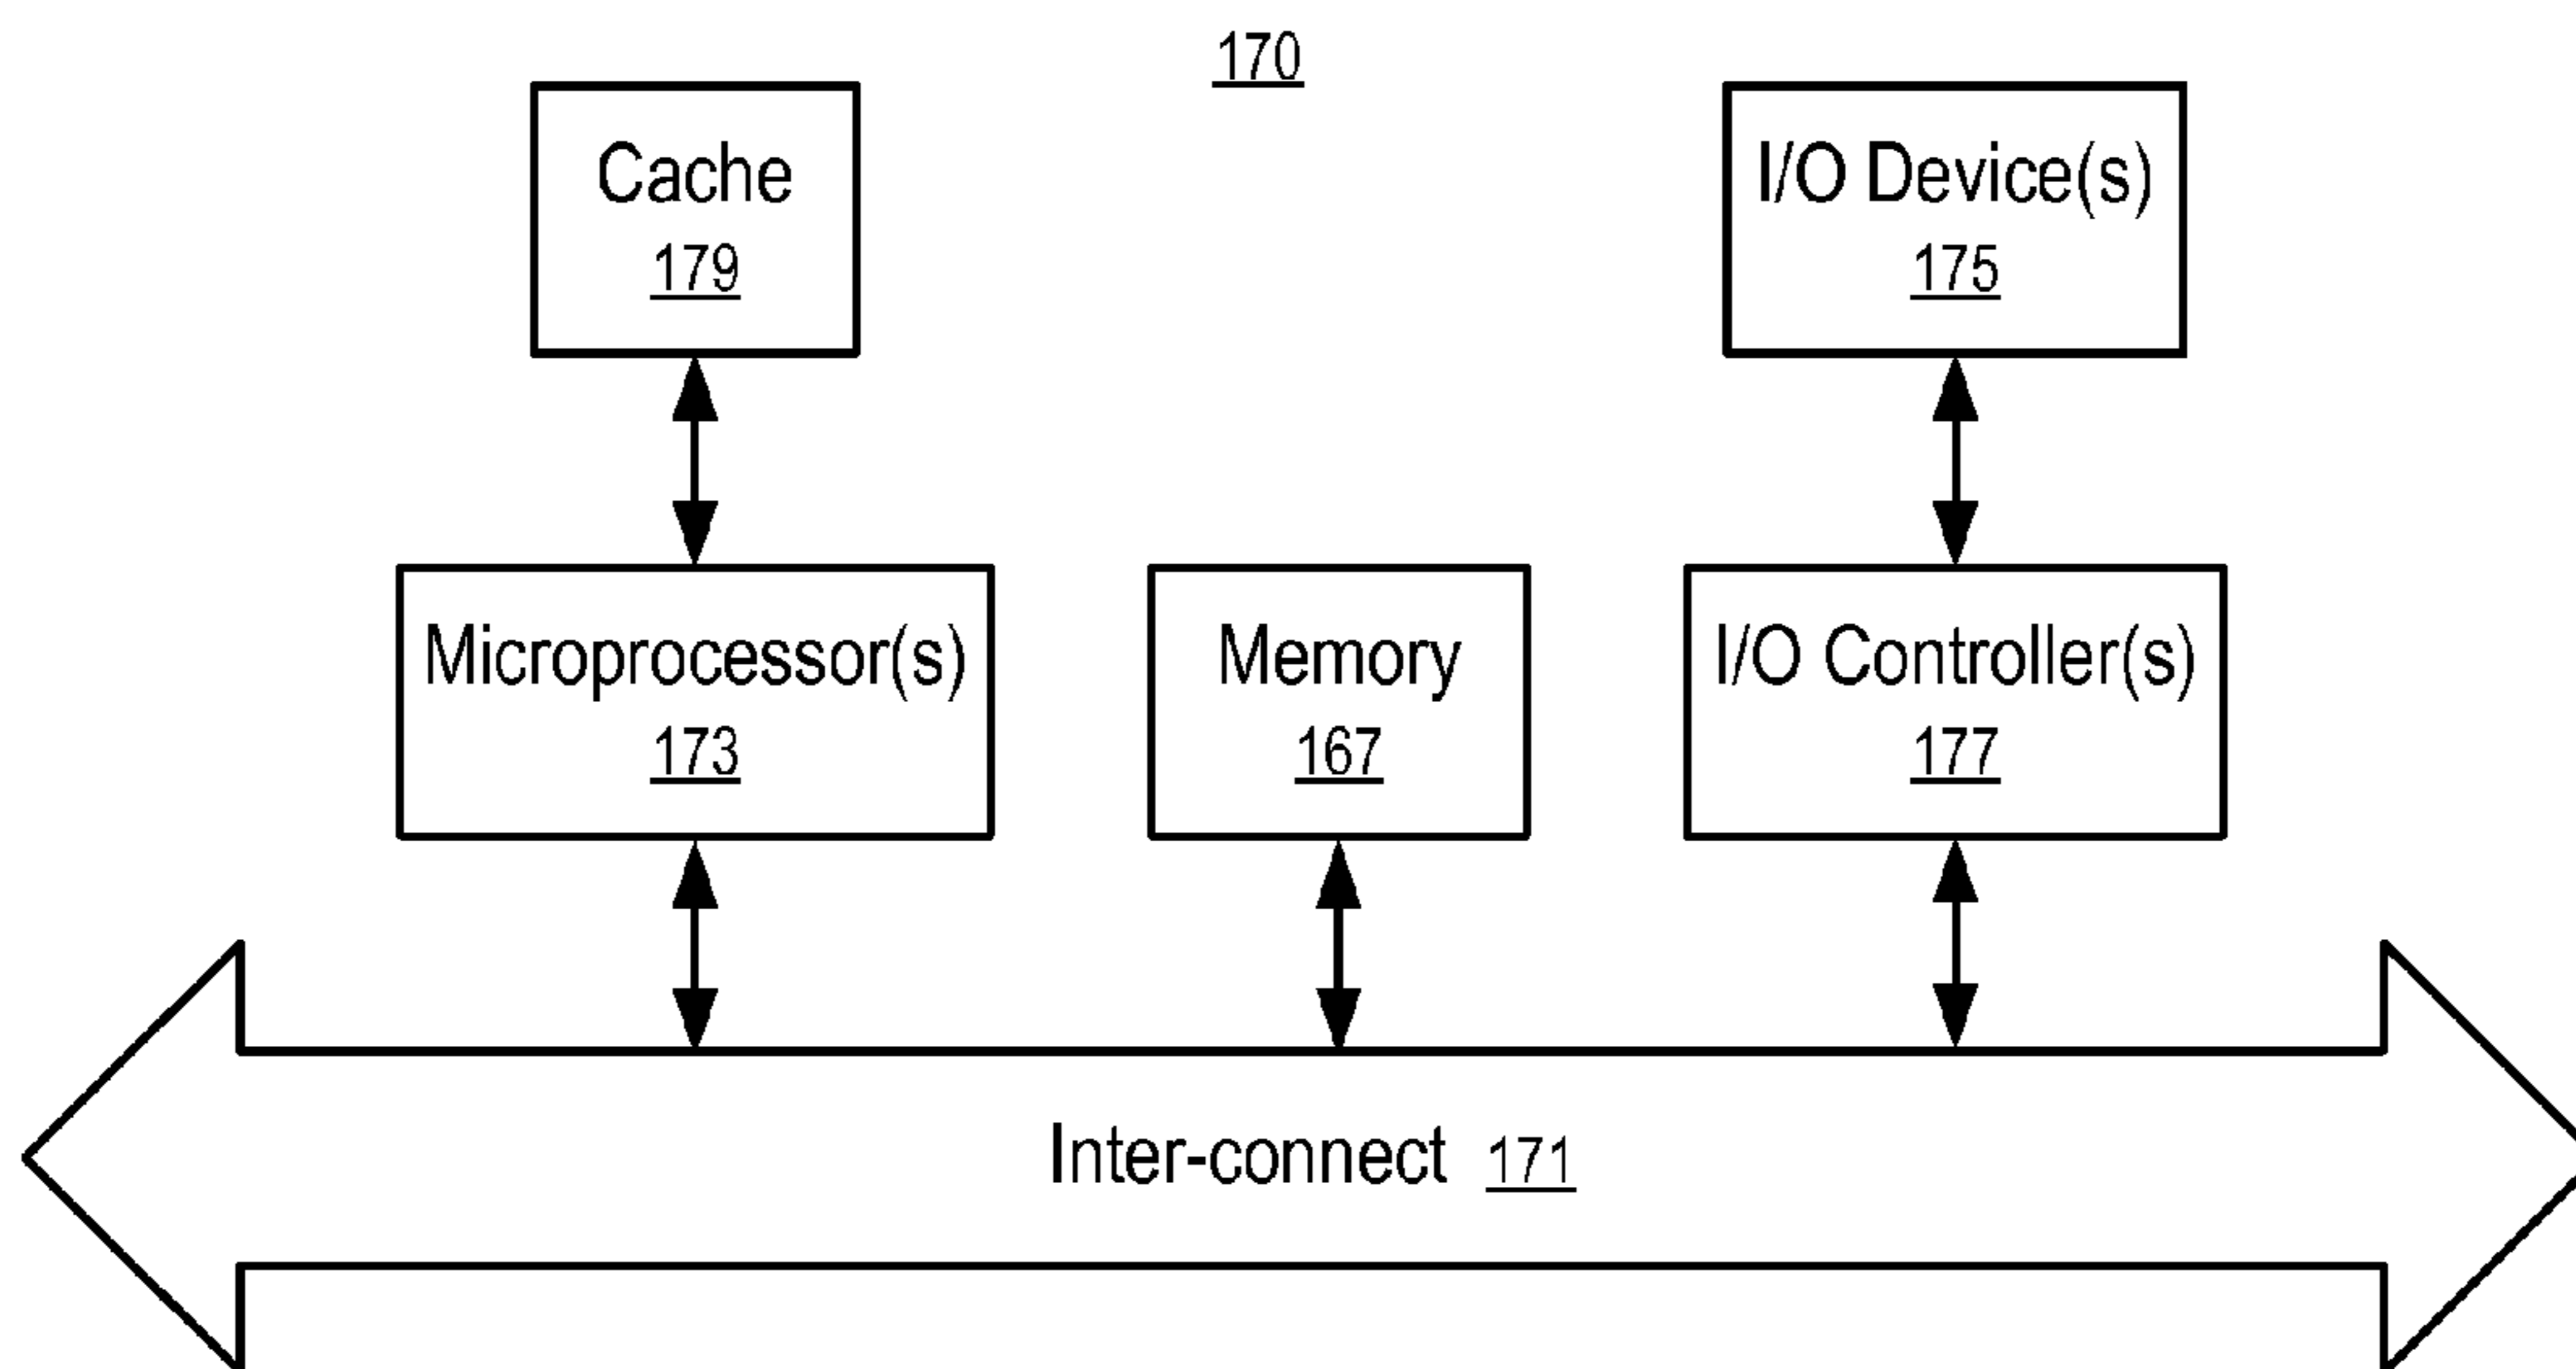 170
Cache
179
I/O Device(s)
175
Microprocessor(s)
173
Memory
167
I/O Controller(s)
177
Inter-connect 171